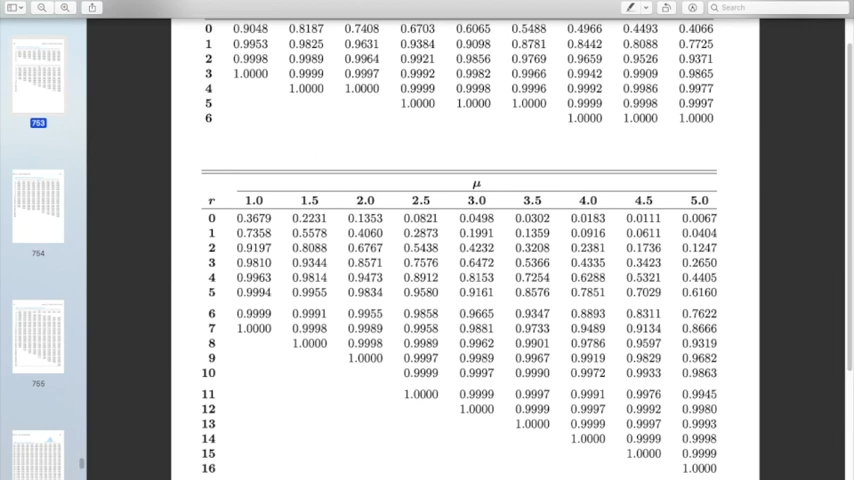 Search
0 0.9048 0.8187 0.7408 0.6703 0.6065 0.5488 0.4966 0.4493 0.4066
1 0.9953 0.9825 0.9631 0.9384 0.9098 0.8781 0.8442 0.8088 0.7725
2 0.9998 0.9989 0.9964 0.9921 0.9856 0.9769 0.9659 0.9526 0.9371
3 1.0000 0.9999 0.9997 0.9992 0.9982 0.9966 0.9942 0.9909 0.9865
4 1.0000 1.0000 0.9999 0.9998 0.9996 0.9992 0.9986 0.9977
5 1.0000 1.0000 1.0000 0.9999 0.9998 0.9997
6 1.0000 1.0000 1.0000
μ
r 1.0 1.5 2.0 2.5 3.0 3.5 4.0 4.5 5.0
0 0.3679 0.2231 0.1353 0.0821 0.0498 0.0302 0.0183 0.0111 0.0067
1 0.7358 0.5578 0.4060 0.2873 0.1991 0.1359 0.0916 0.0611 0.0404
2 0.9197 0.8088 0.6767 0.5438 0.4232 0.3208 0.2381 0.1736 0.1247
3 0.9810 0.9344 0.8571 0.7576 0.6472 0.5366 0.4335 0.3423 0.2650
4 0.9963 0.9814 0.9473 0.8912 0.8153 0.7254 0.6288 0.5321 0.4405
5 0.9994 0.9955 0.9834 0.9580 0.9161 0.8576 0.7851 0.7029 0.6160
6 0.9999 0.9991 0.9955 0.9858 0.9665 0.9347 0.8893 0.8311 0.7622
7 1.0000 0.9998 0.9989 0.9958 0.9881 0.9733 0.9489 0.9134 0.8666
8 1.0000 0.9998 0.9989 0.9962 0.9901 0.9786 0.9597 0.9319
9 1.0000 0.9997 0.9989 0.9967 0.9919 0.9829 0.9682
10 0.9999 0.9997 0.9990 0.9972 0.9933 0.9863
11 1.0000 0.9999 0.9997 0.9991 0.9976 0.9945
12 1.0000 0.9999 0.9997 0.9992 0.9980
13 1.0000 0.9999 0.9997 0.9993
14 1.0000 0.9999 0.9998
15 1.0000 0.9999
16 1.0000
753
754
755